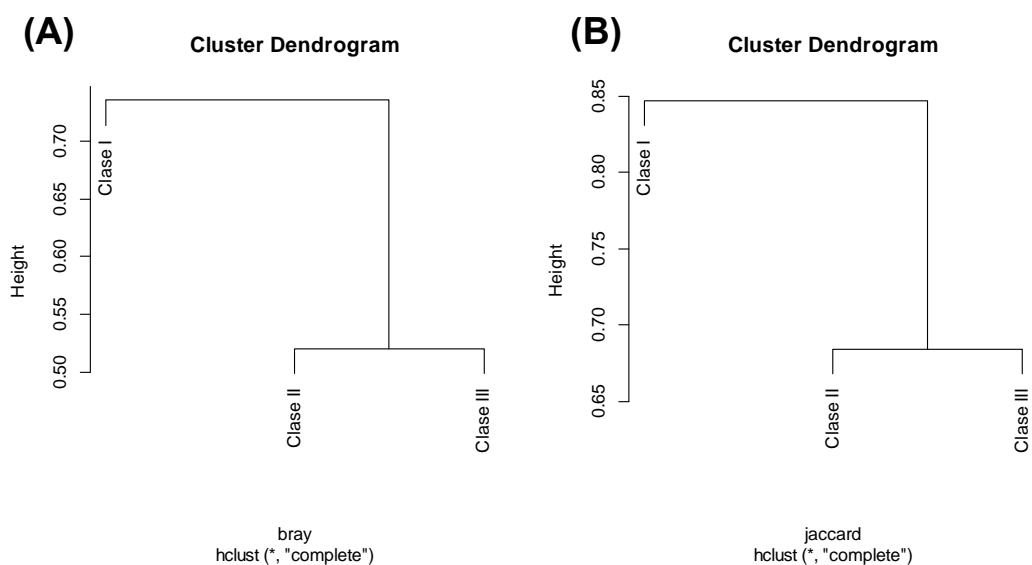 (A)
Cluster Dendrogram
Height
0.50
0.55
0.60
0.65
0.70
Clase I
Clase II
Clase III
bray
hclust (*, "complete")
(B)
Cluster Dendrogram
Height
0.65
0.70
0.75
0.80
0.85
Clase I
Clase II
Clase III
jaccard
hclust (*, "complete")